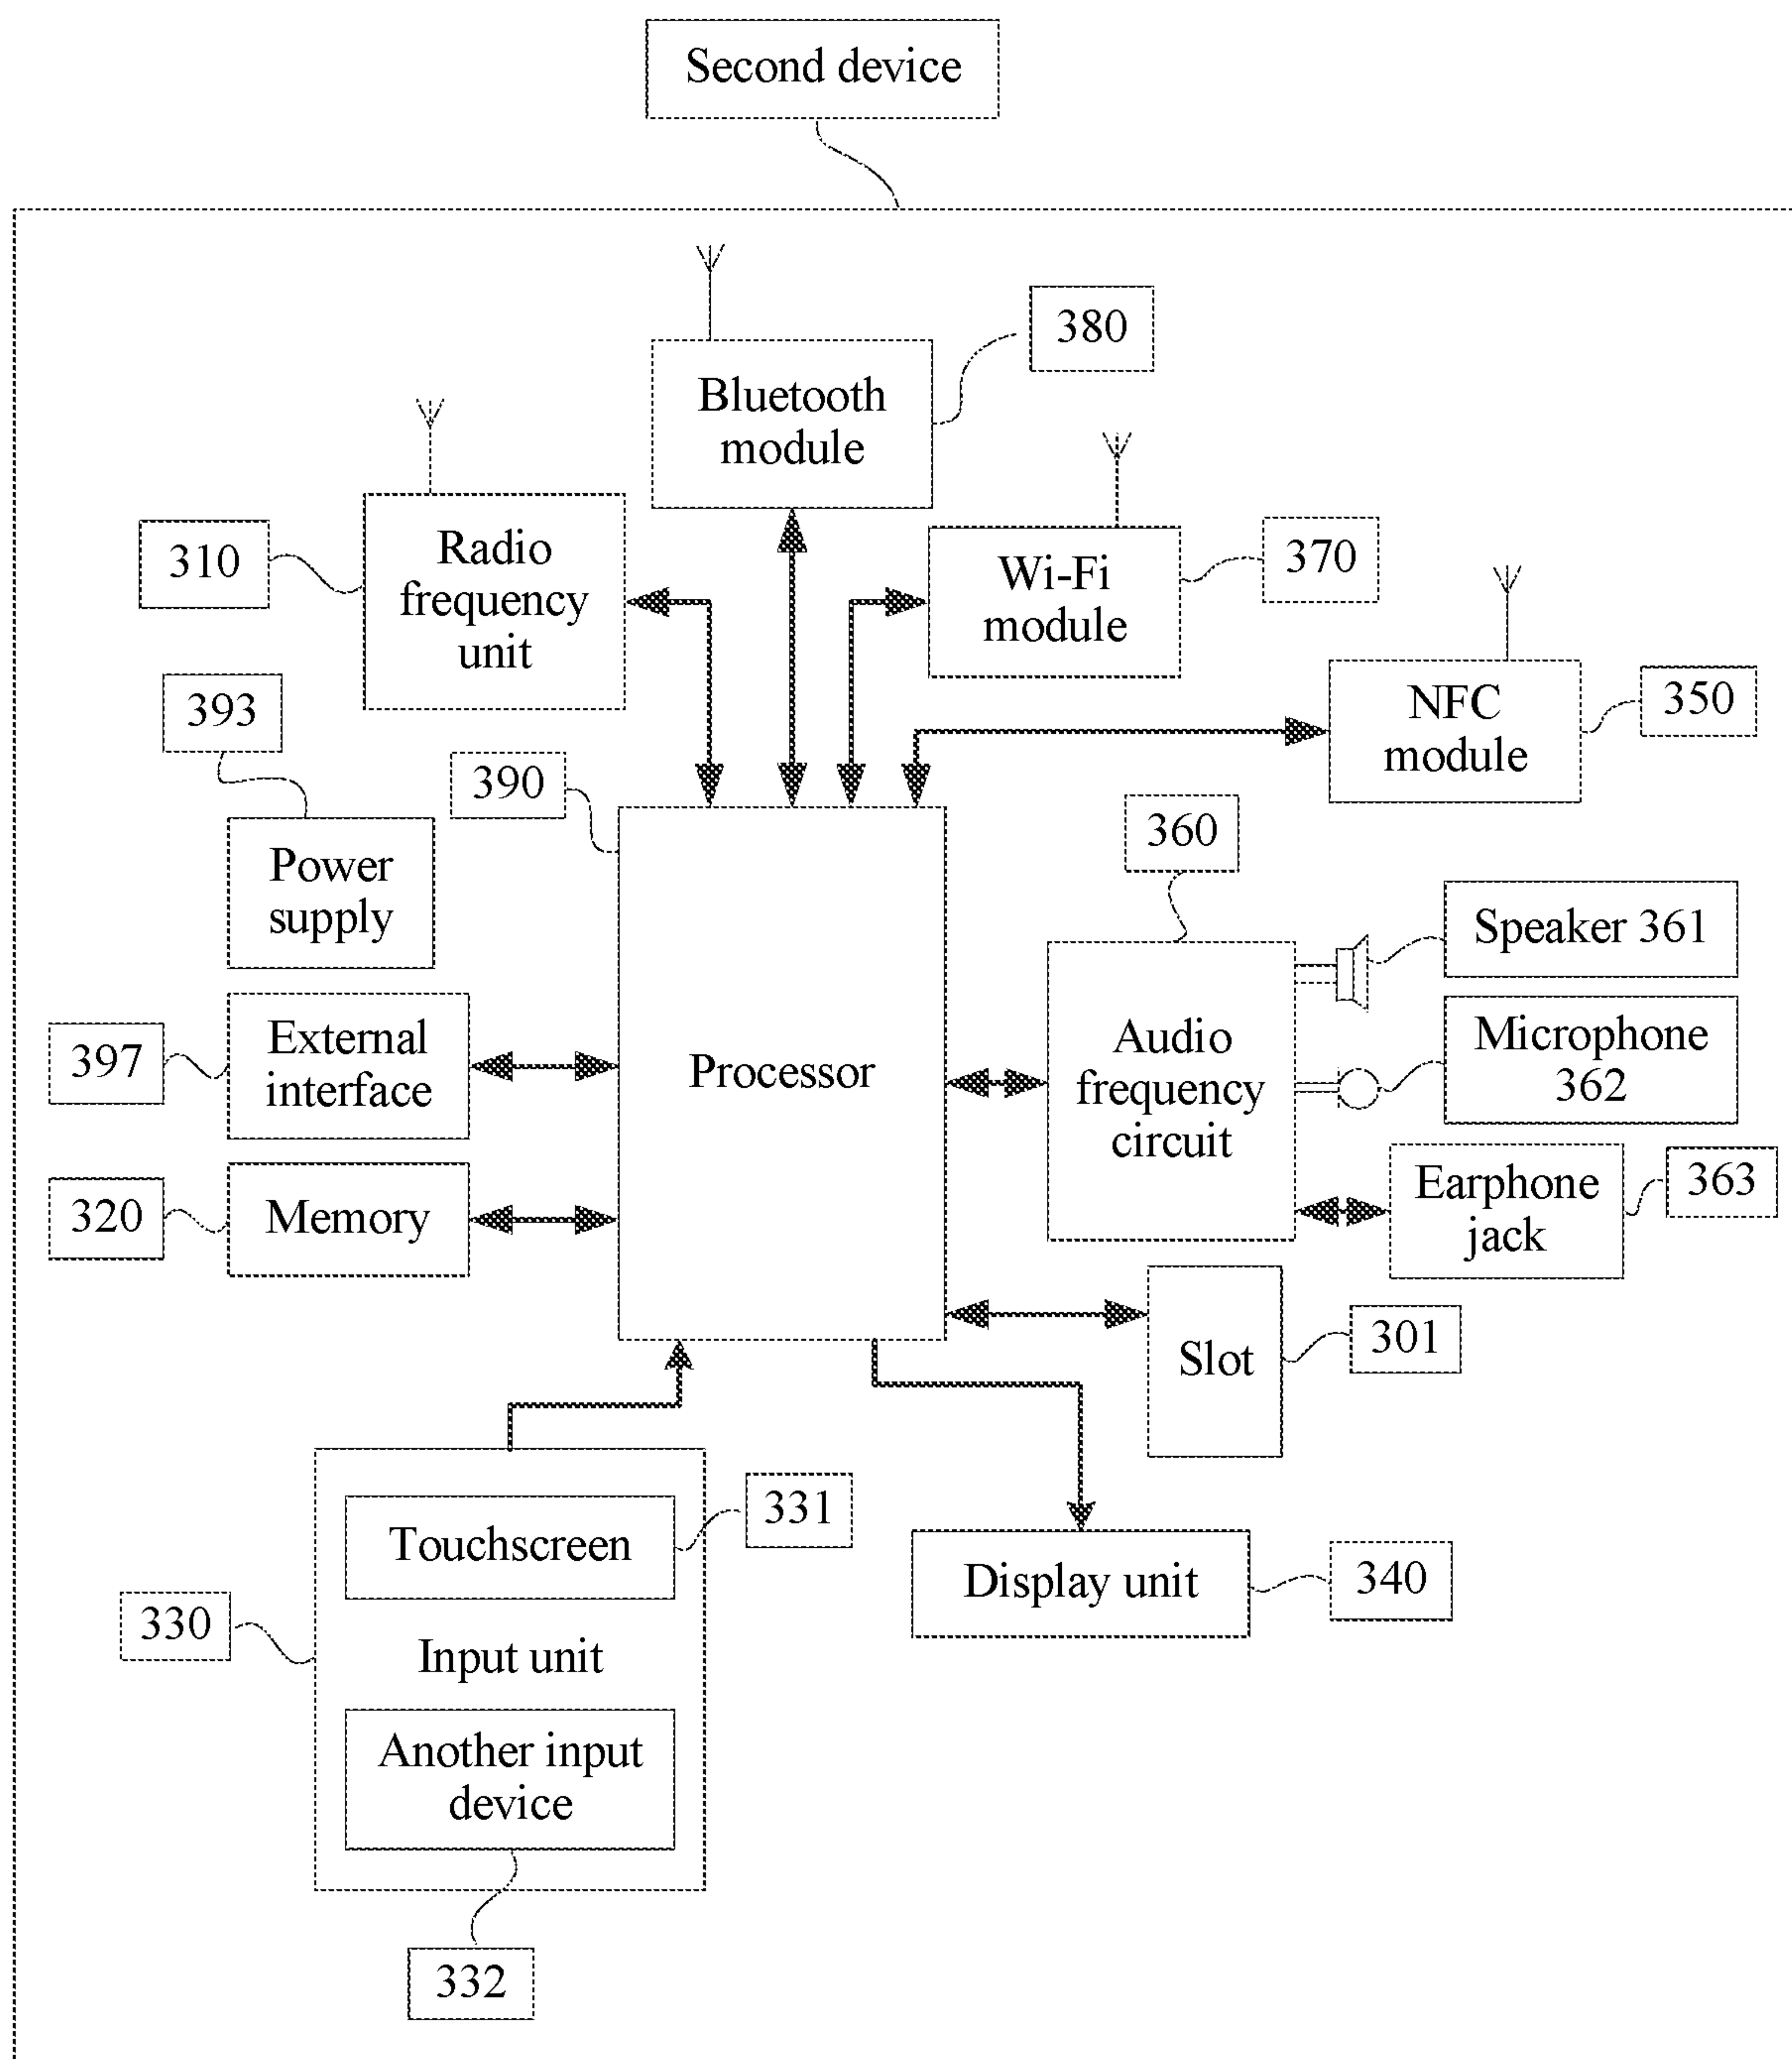 Second device
380
Bluetooth
module
310
Radio
frequency
unit
Wi-Fi
module
370
NFC
module
350
393
Power
supply
390
Processor
360
Audio
frequency
circuit
Speaker 361
Microphone
362
Earphone
jack
363
397
External
interface
320
Memory
Slot
301
Touchscreen
331
330
Input unit
Another input
device
332
Display unit
340